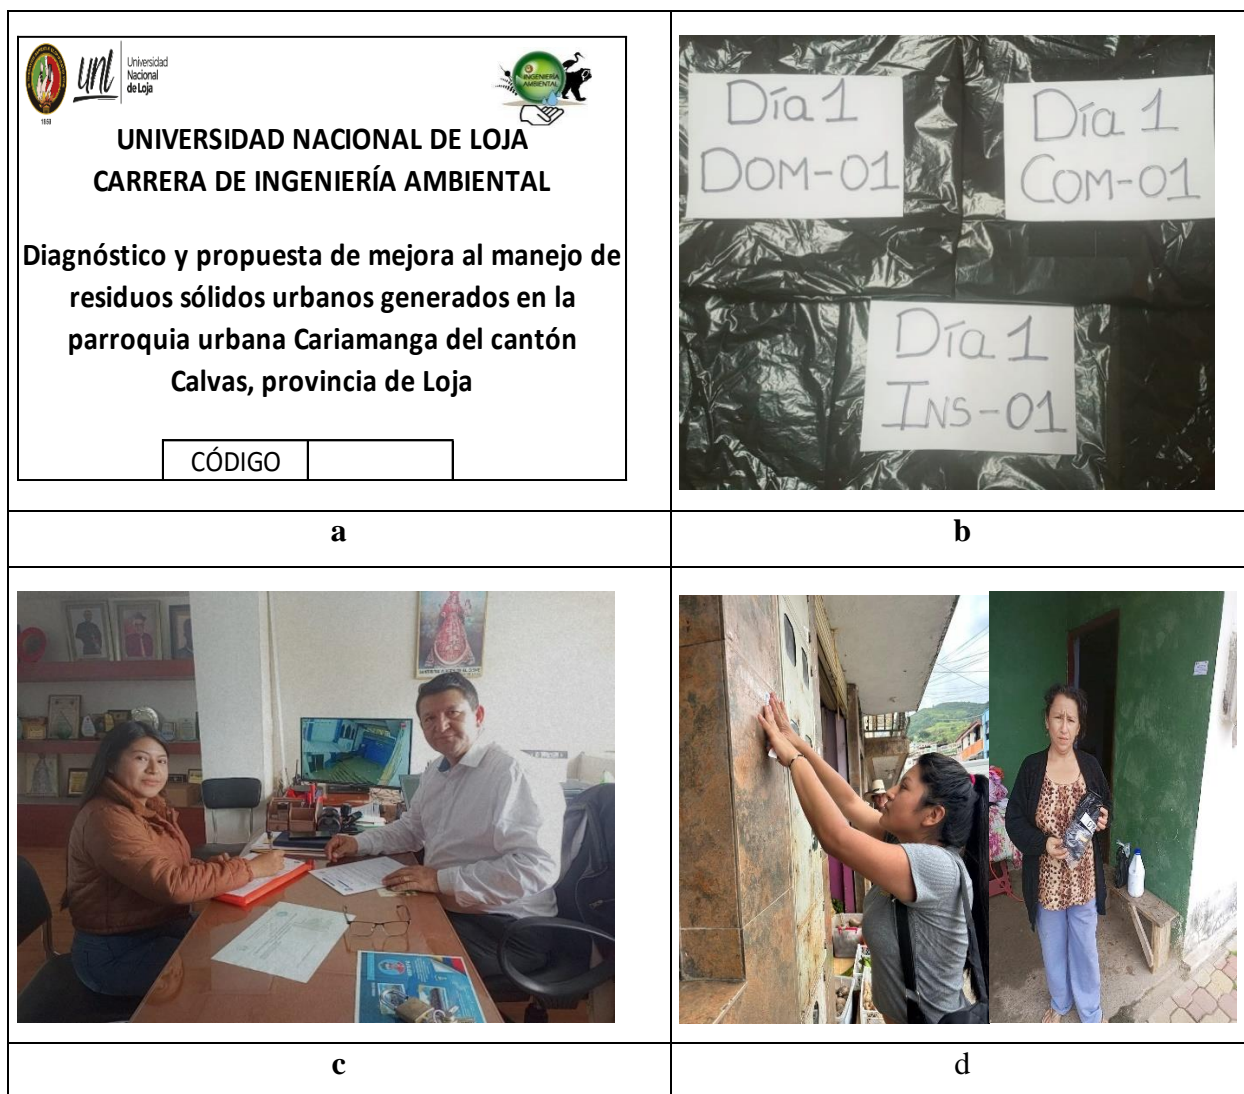 unl
Universidad
Nacional
de Loja
1859
INGENIERÍA
AMBIENTAL
UNIVERSIDAD NACIONAL DE LOJA
CARRERA DE INGENIERÍA AMBIENTAL
Diagnóstico y propuesta de mejora al manejo de
residuos sólidos urbanos generados en la
parroquia urbana Cariamanga del cantón
Calvas, provincia de Loja
CÓDIGO
Día 1
DOM-01
Día 1
COM-01
Día 1
INS-01
a
b
c
d